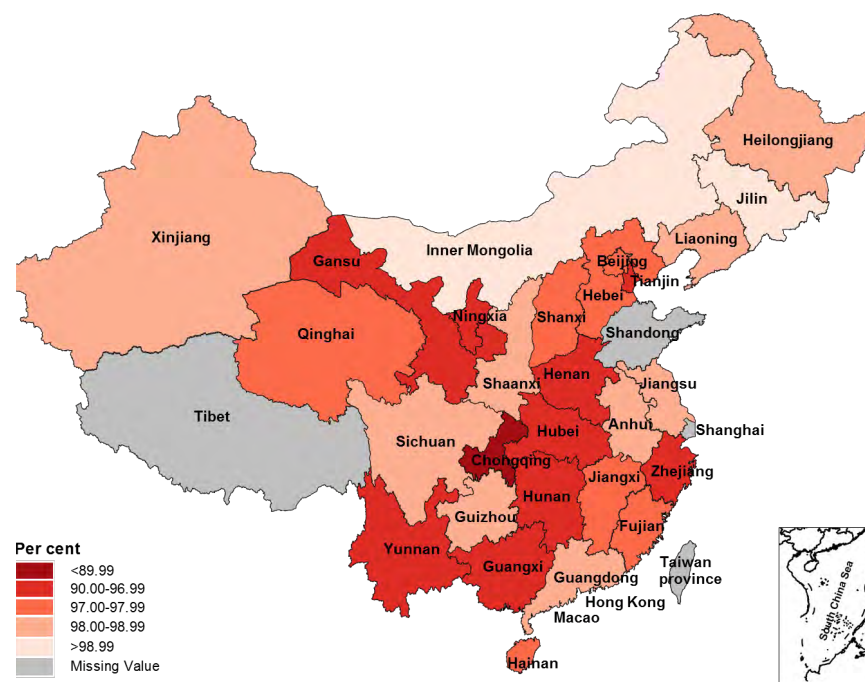 Heilongjiang
Jilin
Xinjiang
Liaoning
Inner Mongolia
Gansu
Beijing
Tianjin
Hebei
Ningxia
Shanxi
Qinghai
Shandong
Henan
Shaanxi
Jiangsu
Tibet
Anhui
Hubei
Shanghai
Sichuan
Chongqing
Zhejiang
Jiangxi
Hunan
Guizhou
Fujian
Yunnan
Guangxi
Taiwan
province
Guangdong
Hong Kong
Macao
Hainan
South China Sea
Per cent
<89.99
90.00-96.99
97.00-97.99
98.00-98.99
>98.99
Missing Value